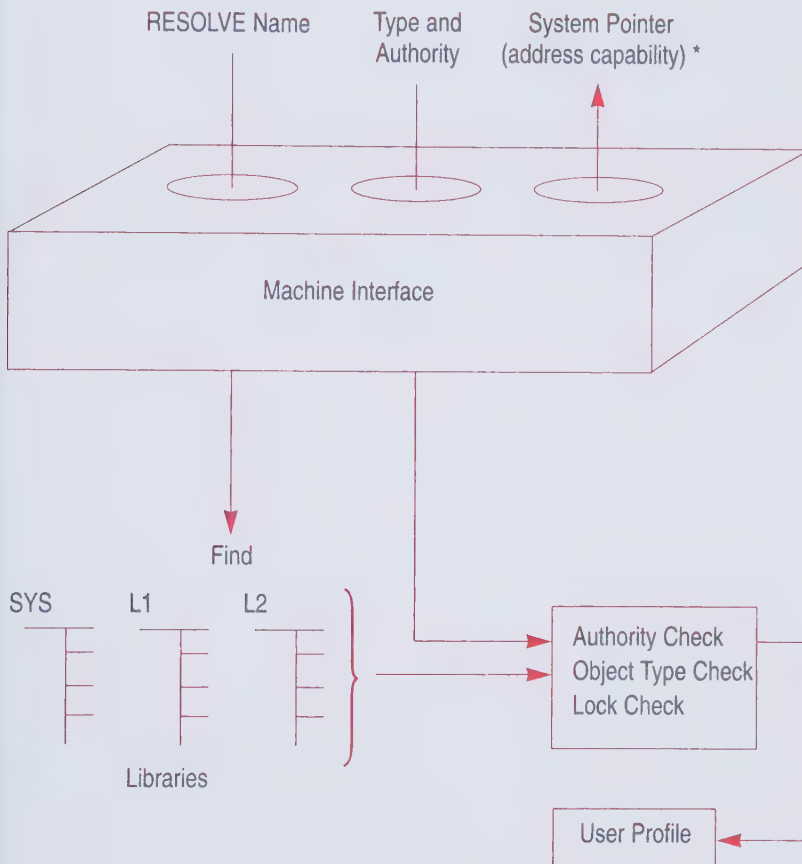 RESOLVE Name
Type and
Authority
System Pointer
(address capability) *
Machine Interface
Find
SYS
L1
L2
Libraries
Authority Check
Object Type Check
Lock Check
User Profile